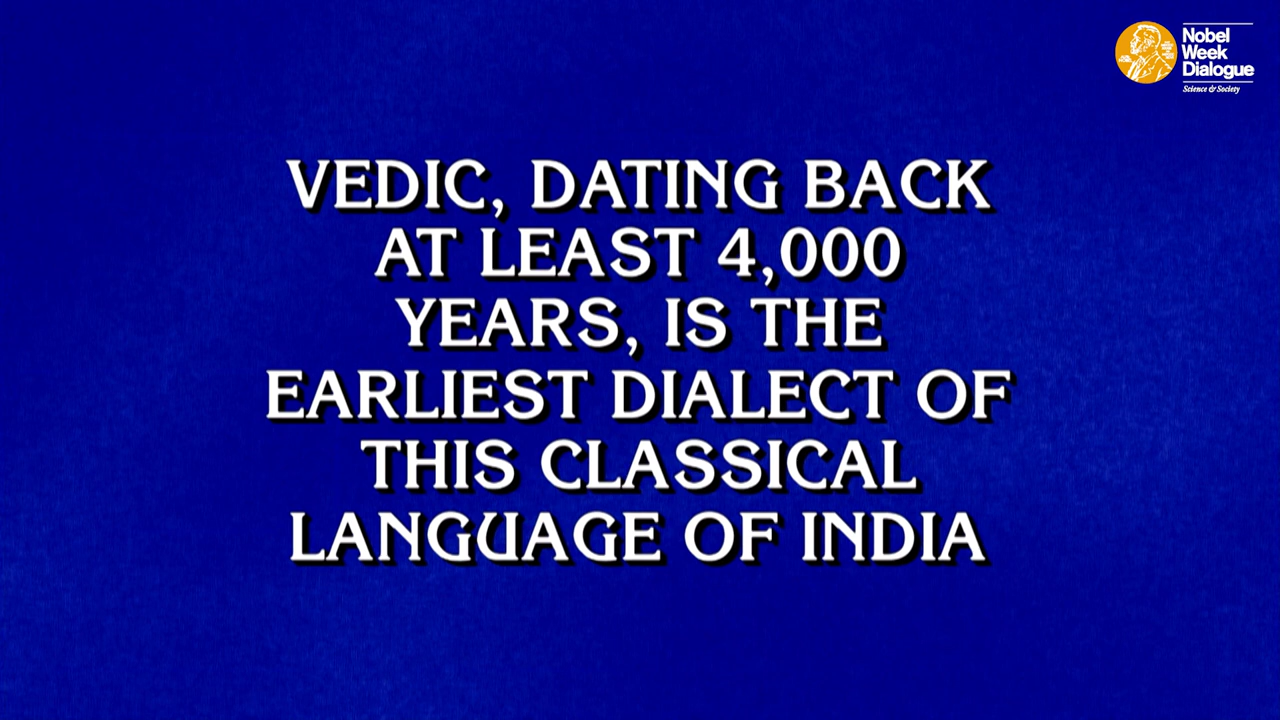 Nobel
Week
Dialogue
Science & Society
VEDIC, DATING BACK
AT LEAST 4,000
YEARS, IS THE
EARLIEST DIALECT OF
THIS CLASSICAL
LANGUAGE OF INDIA